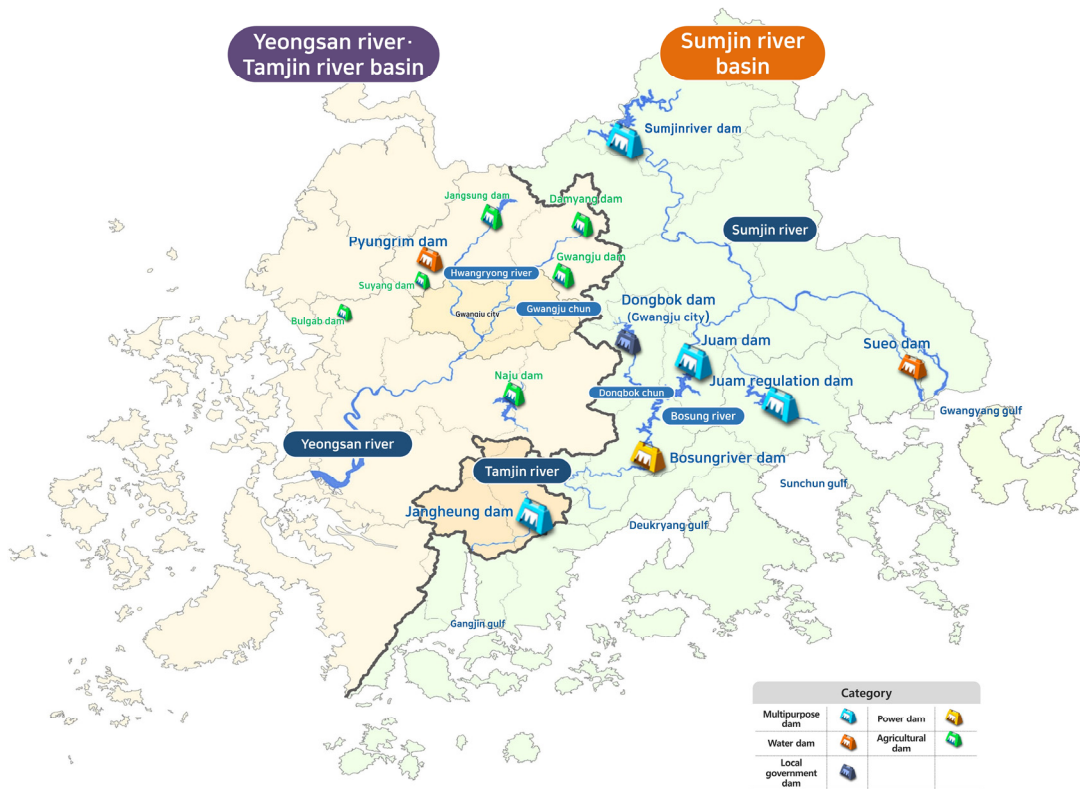 Yeongsan river·
Tamjin river basin
Sumjin river
basin
Sumjinriver dam
Jangsung dam
Damyang dam
Sumjin river
Pyungrim dam
Gwangju dam
Hwangryong river
Suyang dam
Gwangju chun
Dongbok dam
(Gwangju city)
Gwangju city
Bulgab dam
Juam dam
Sueo dam
Naju dam
Juam regulation dam
Dongbok chun
Gwangyang gulf
Bosung river
Yeongsan river
Bosungriver dam
Tamjin river
Sunchun gulf
Jangheung dam
Deukryang gulf
Gangjin gulf
Category
Multipurpose
dam
Power dam
Water dam
Agricultural
dam
Local
government
dam